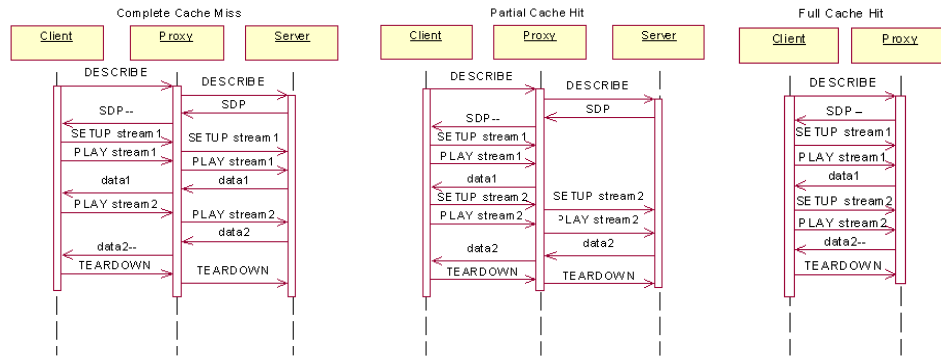 Complete Cache Miss
Client
Proxy
Server
DESCRIBE
DESCRIBE
SDP
SDP--
SETUP stream1
SETUP stream1
PLAY stream1
PLAY stream1
data1
data1
PLAY stream2
PLAY stream2
data2
data2--
TEARDOWN
TEARDOWN
Partial Cache Hit
Client
Proxy
Server
DESCRIBE
DESCRIBE
SDP
SDP--
SETUP stream1
PLAY stream1
data1
SETUP stream2
SETUP stream2
PLAY stream2
PLAY stream2
data2
data2
TEARDOWN
TEARDOWN
Full Cache Hit
Client
Proxy
DESCRIBE
SDP --
SETUP stream1
PLAY stream1
data1
SETUP stream2
PLAY stream2
data2--
TEARDOWN